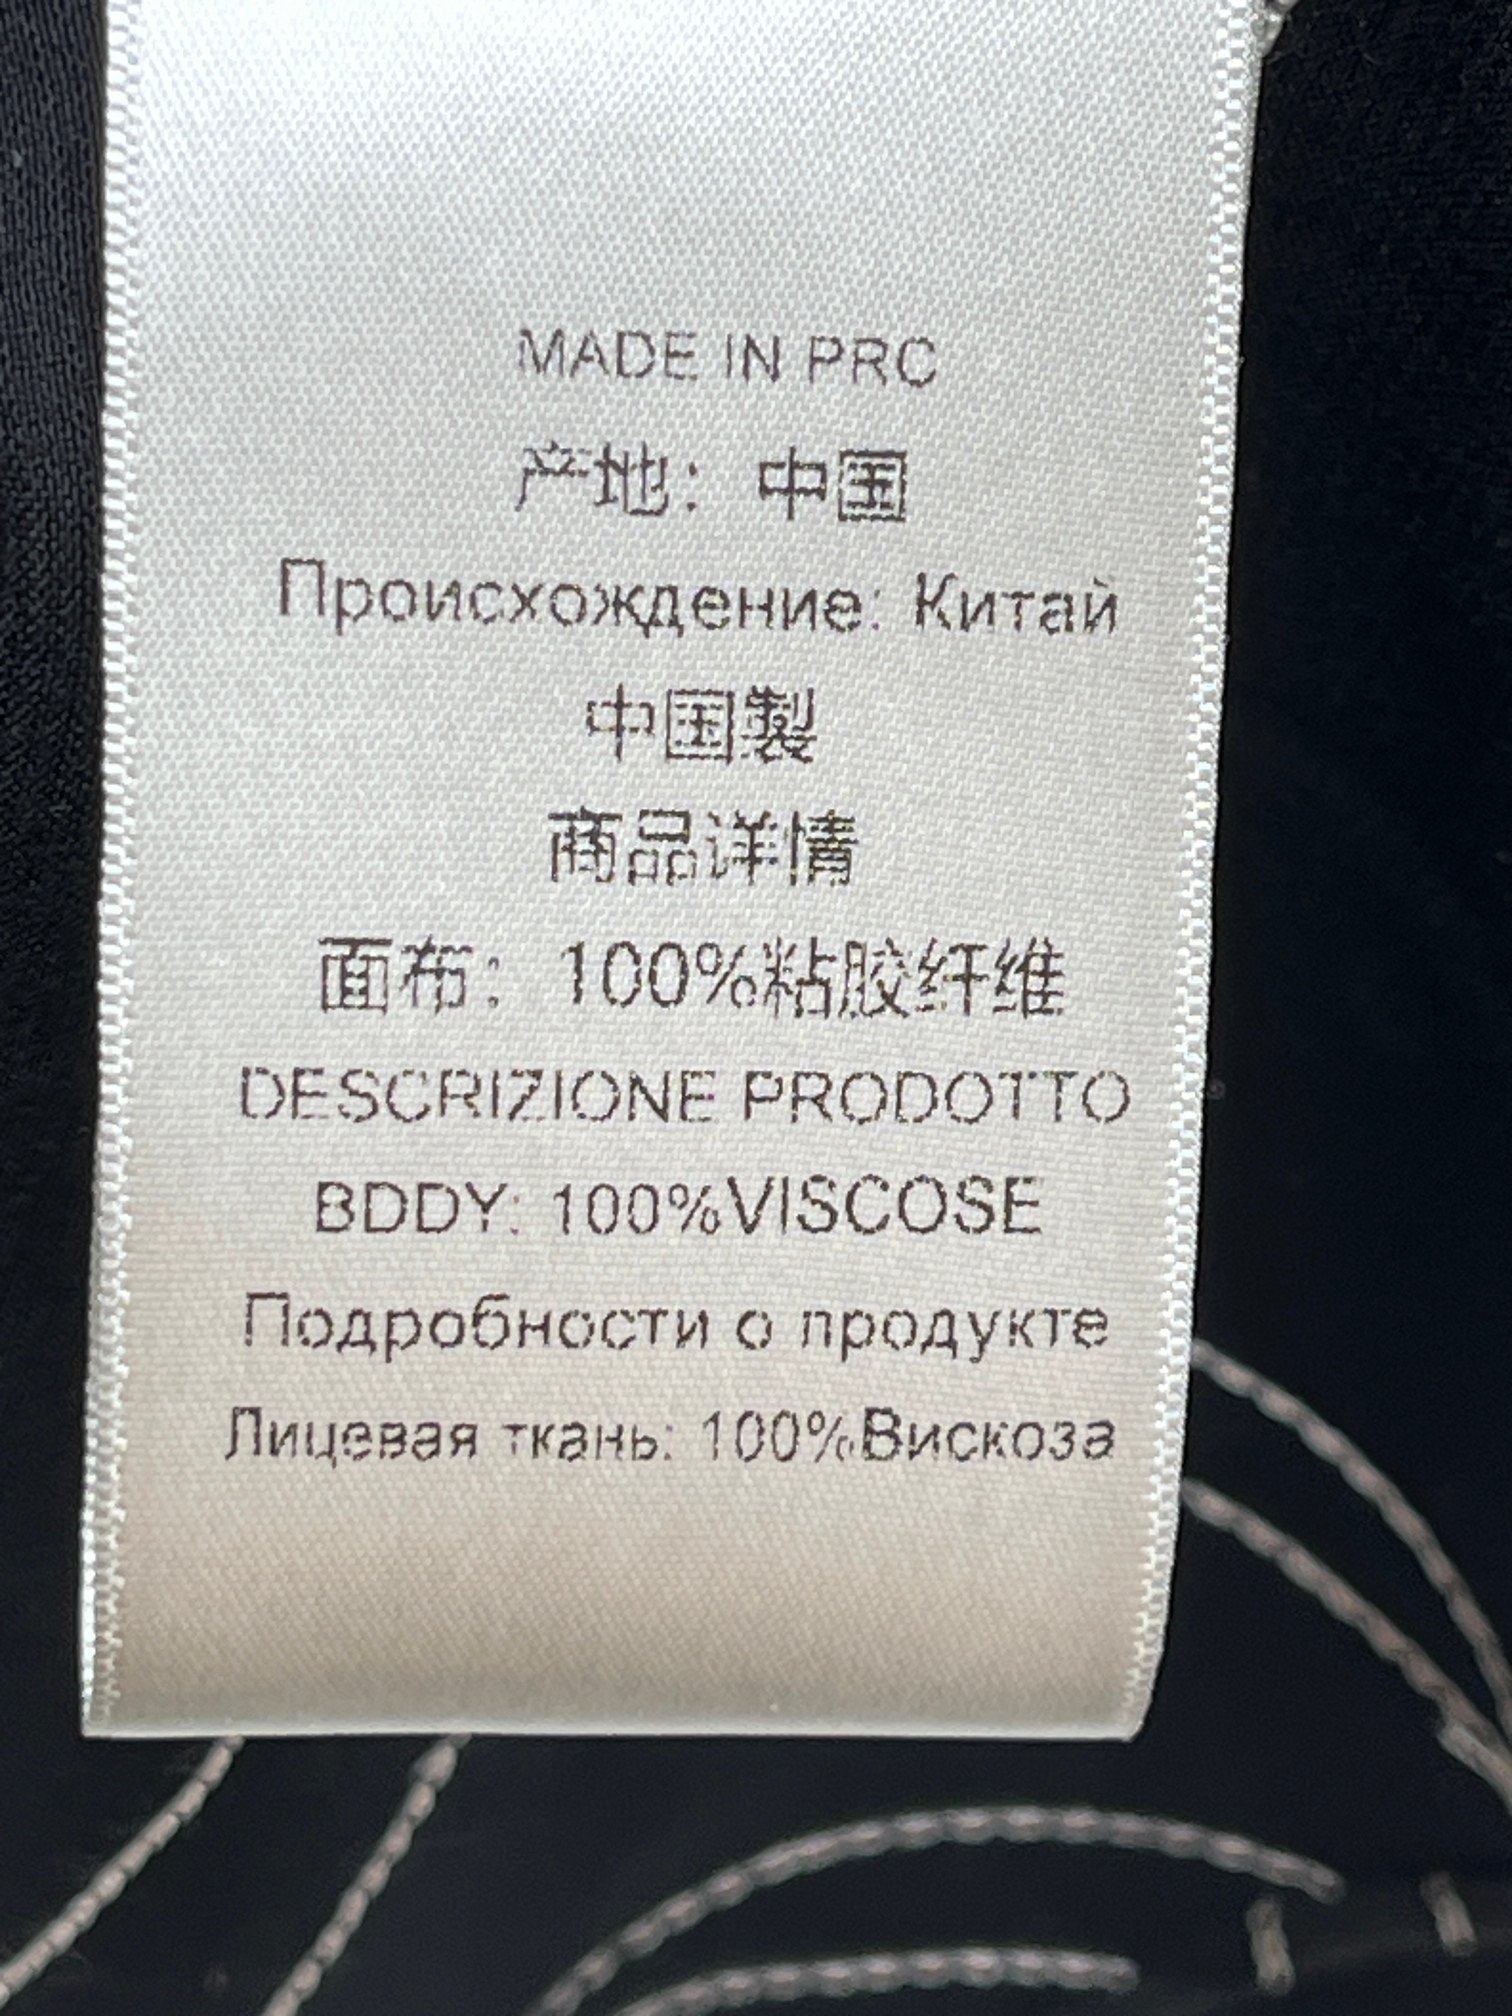 MADE IN PRC
产地：中国
Происхождение: Китай
中国製
商品详情
面布：100%粘胶纤维
DESCRIZIONE PRODOTTO
BDDY: 100%VISCOSE
Подробности о продукте
Лицевая ткань: 100%Вискоза